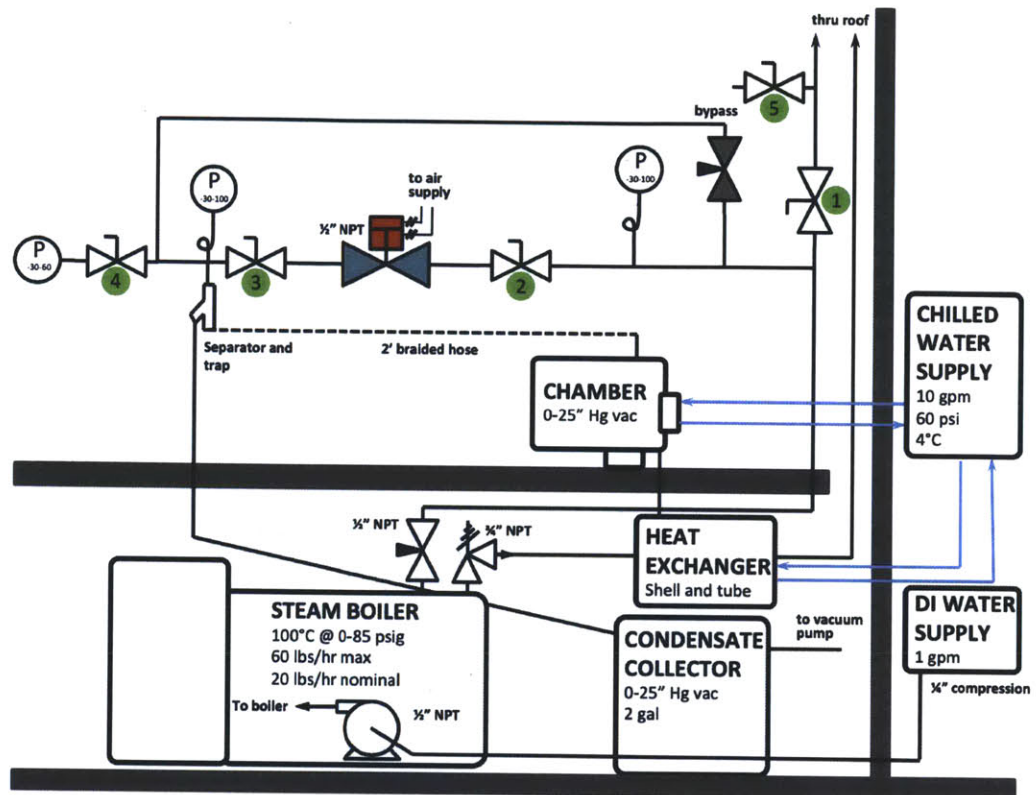 thru roof
5
bypass
P
-30-100
to air
supply
P
-30-100
½" NPT
1
P
-30-60
4
3
2
Separator and
trap
2' braided hose
CHAMBER
0-25" Hg vac
CHILLED
WATER
SUPPLY
10 gpm
60 psi
4°C
½" NPT
¾" NPT
HEAT
EXCHANGER
Shell and tube
STEAM BOILER
100°C @ 0-85 psig
60 lbs/hr max
20 lbs/hr nominal
To boiler
½" NPT
CONDENSATE
COLLECTOR
0-25" Hg vac
2 gal
to vacuum
pump
DI WATER
SUPPLY
1 gpm
¼" compression